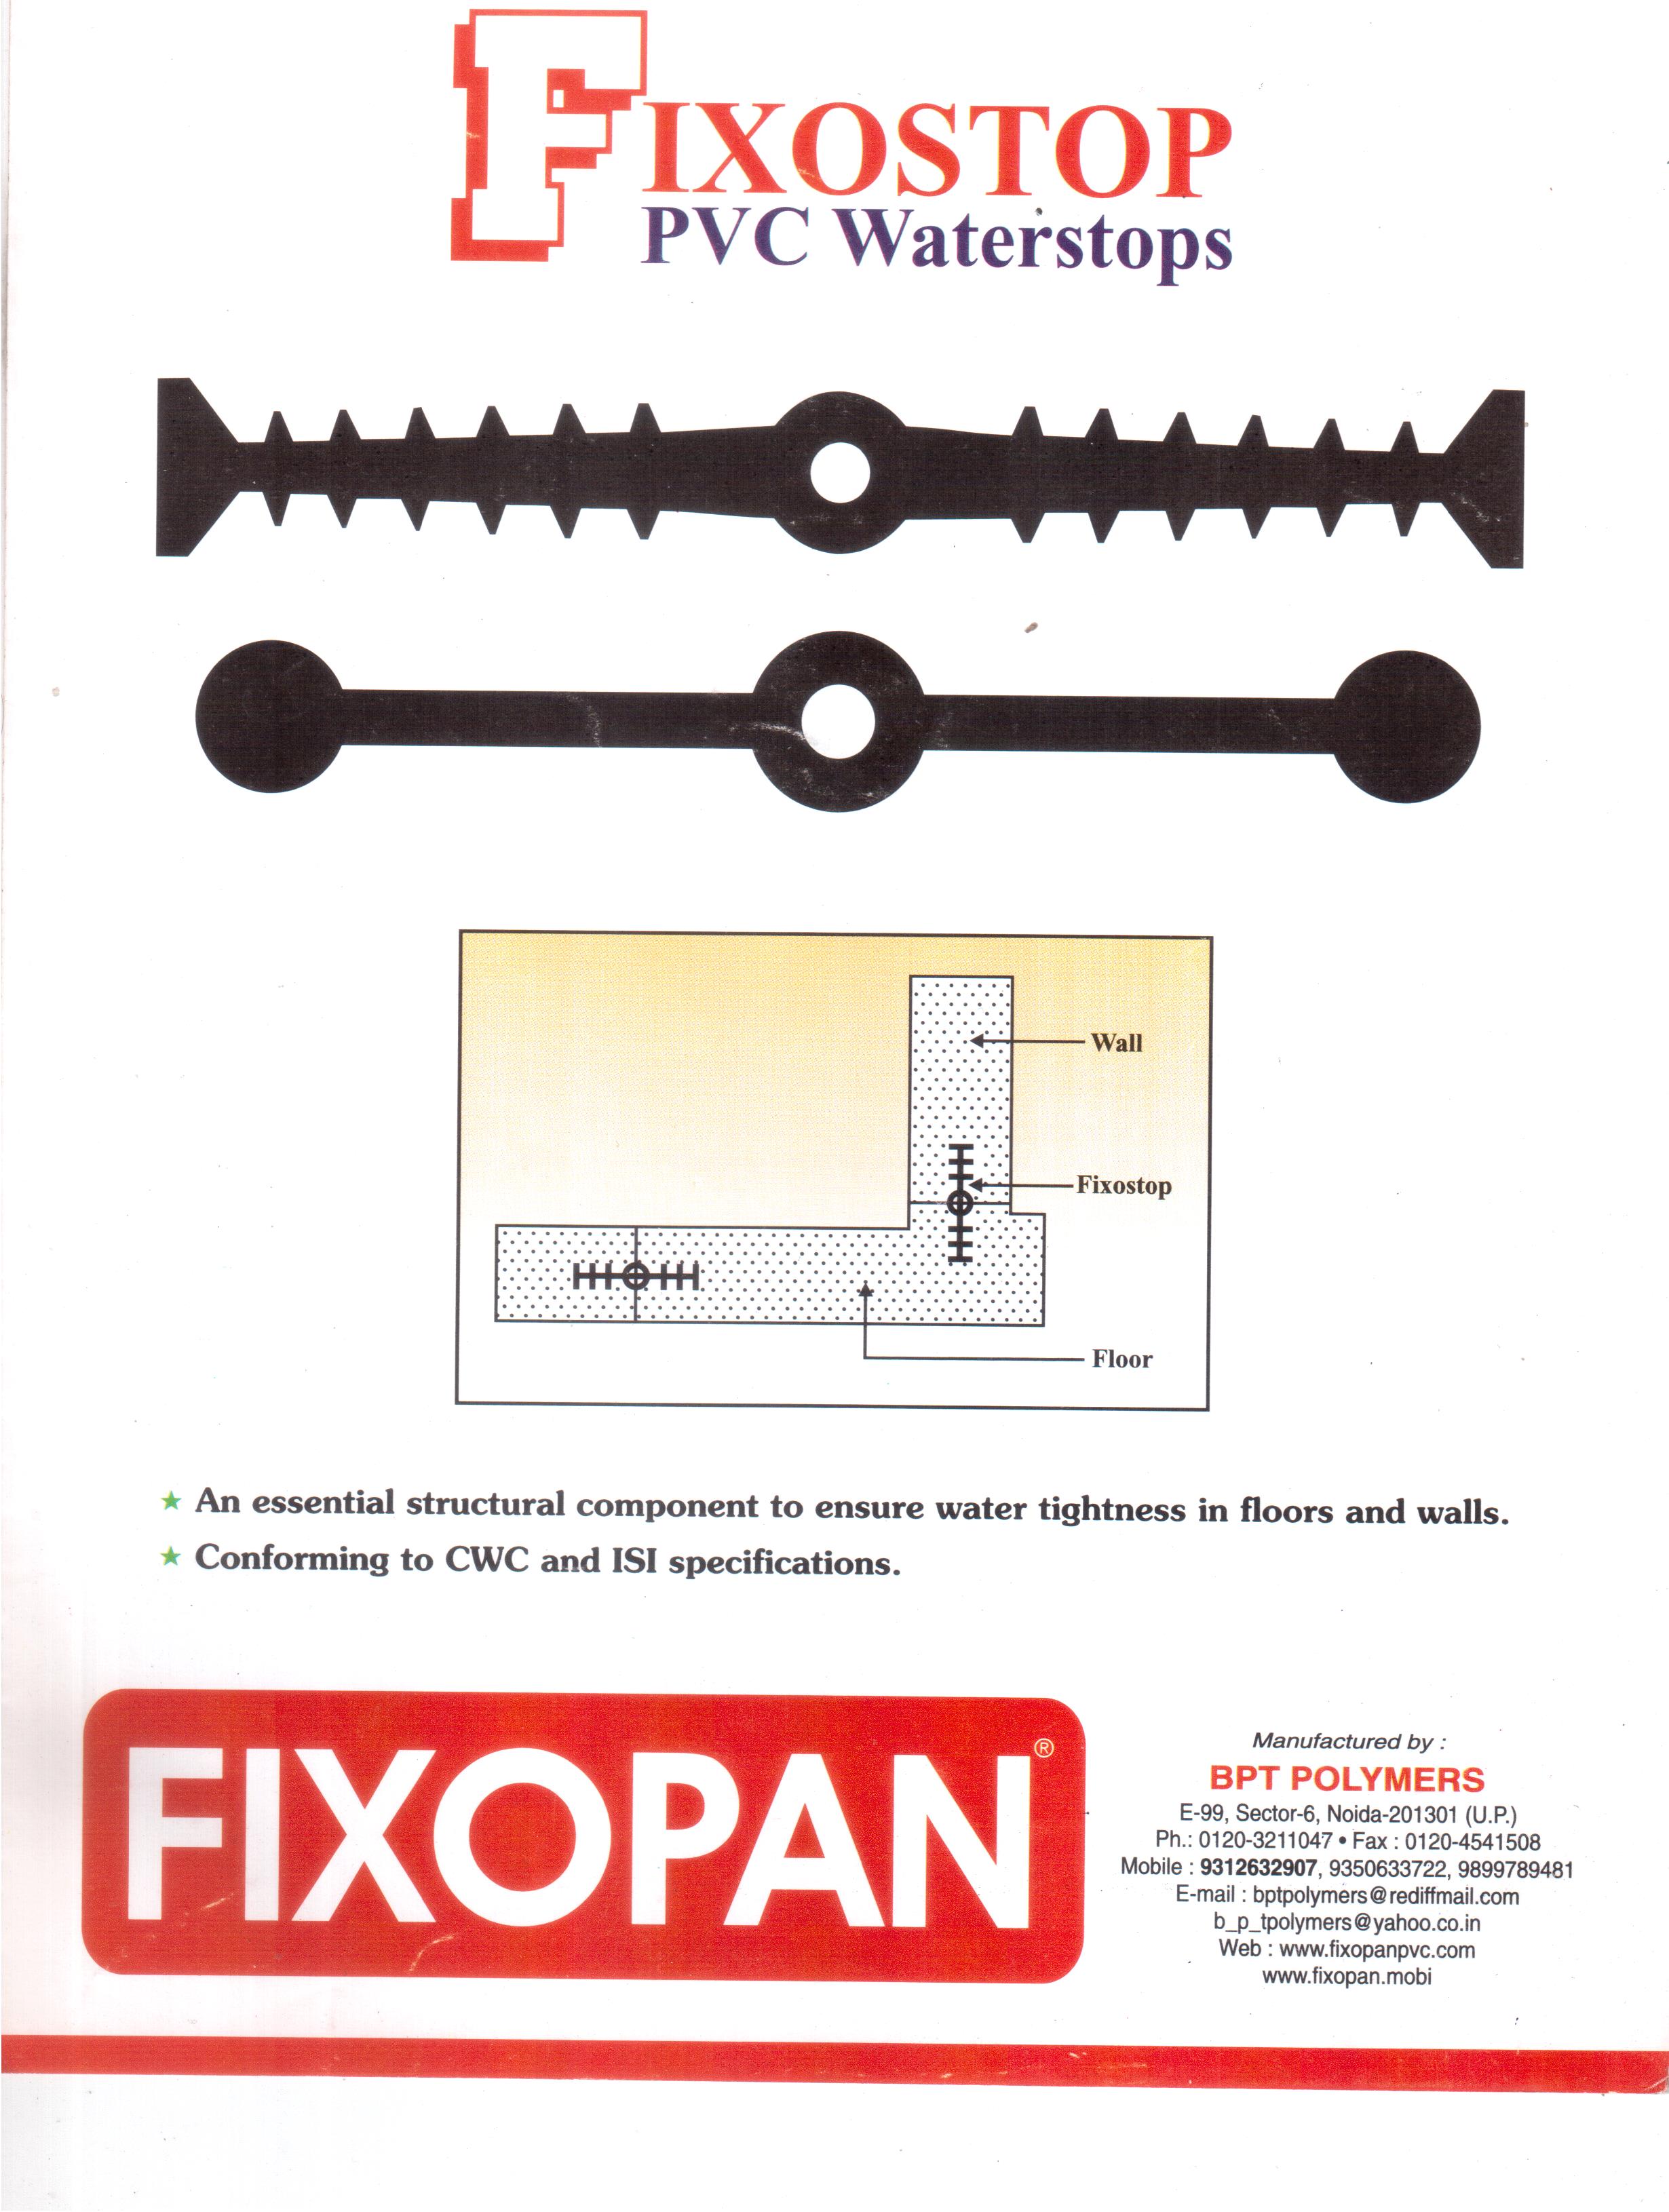 FIXOSTOP
PVC Waterstops
Wall
Fixostop
Floor
★ An essential structural component to ensure water tightness in floors and walls.
★ Conforming to CWC and ISI specifications.
FIXOPAN®
Manufactured by :
BPT POLYMERS
E-99, Sector-6, Noida-201301 (U.P.)
Ph.: 0120-3211047 • Fax : 0120-4541508
Mobile : 9312632907, 9350633722, 9899789481
E-mail : bptpolymers@rediffmail.com
b_p_tpolymers@yahoo.co.in
Web : www.fixopanpvc.com
www.fixopan.mobi